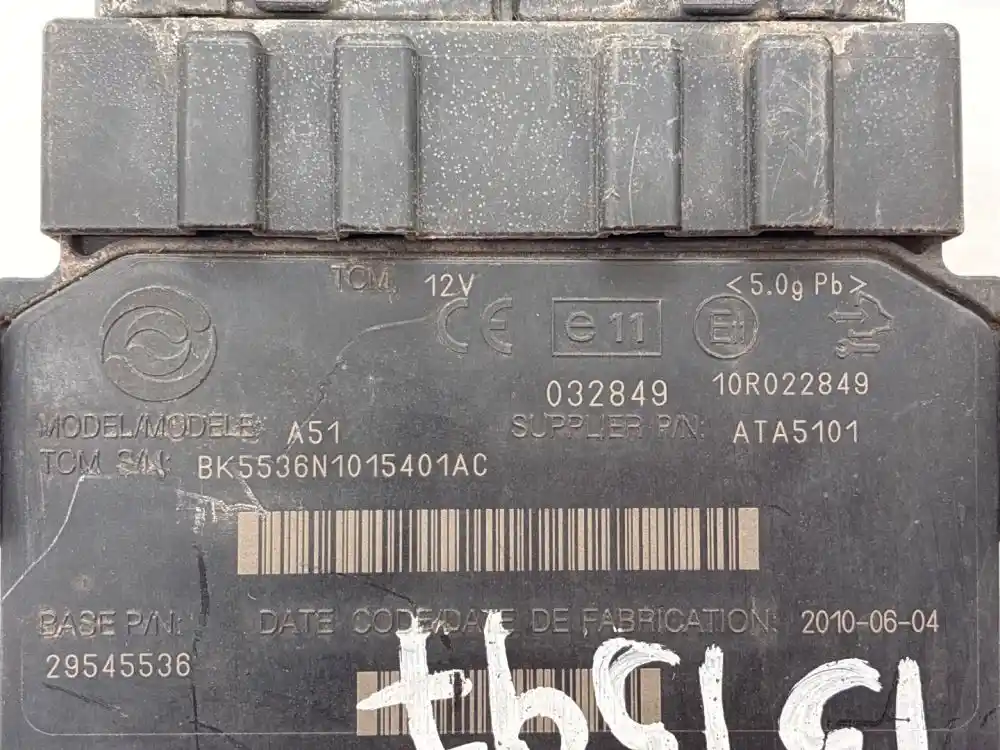 TCM 12V <5.0g Pb>
CE e11 E11
032849 10R022849
MODEL/MODELE: A51 SUPPLIER P/N: ATA5101
TCM S/N: BK5536N1015401AC
BASE P/N: DATE CODE/DATE DE FABRICATION: 2010-06-04
29545536